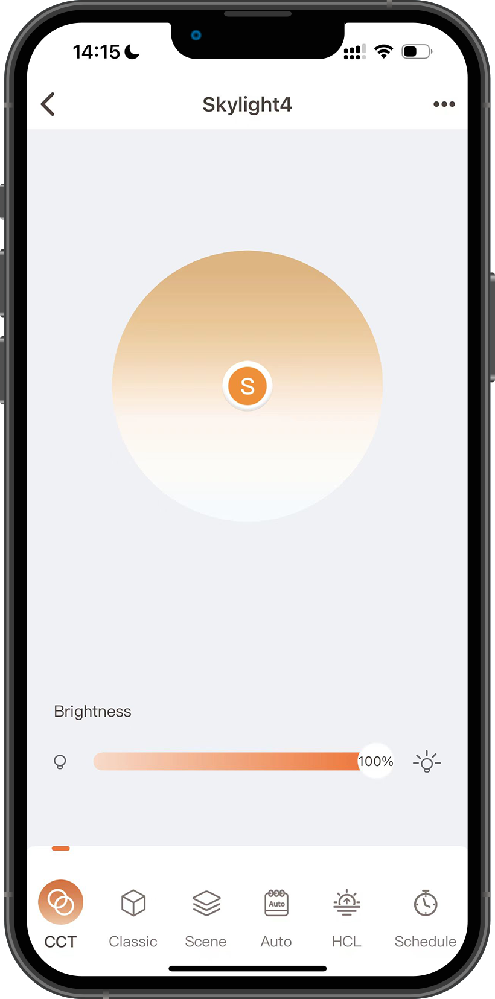 14:15
Skylight4
S
Brightness
100%
Auto
CCT Classic Scene Auto HCL Schedule